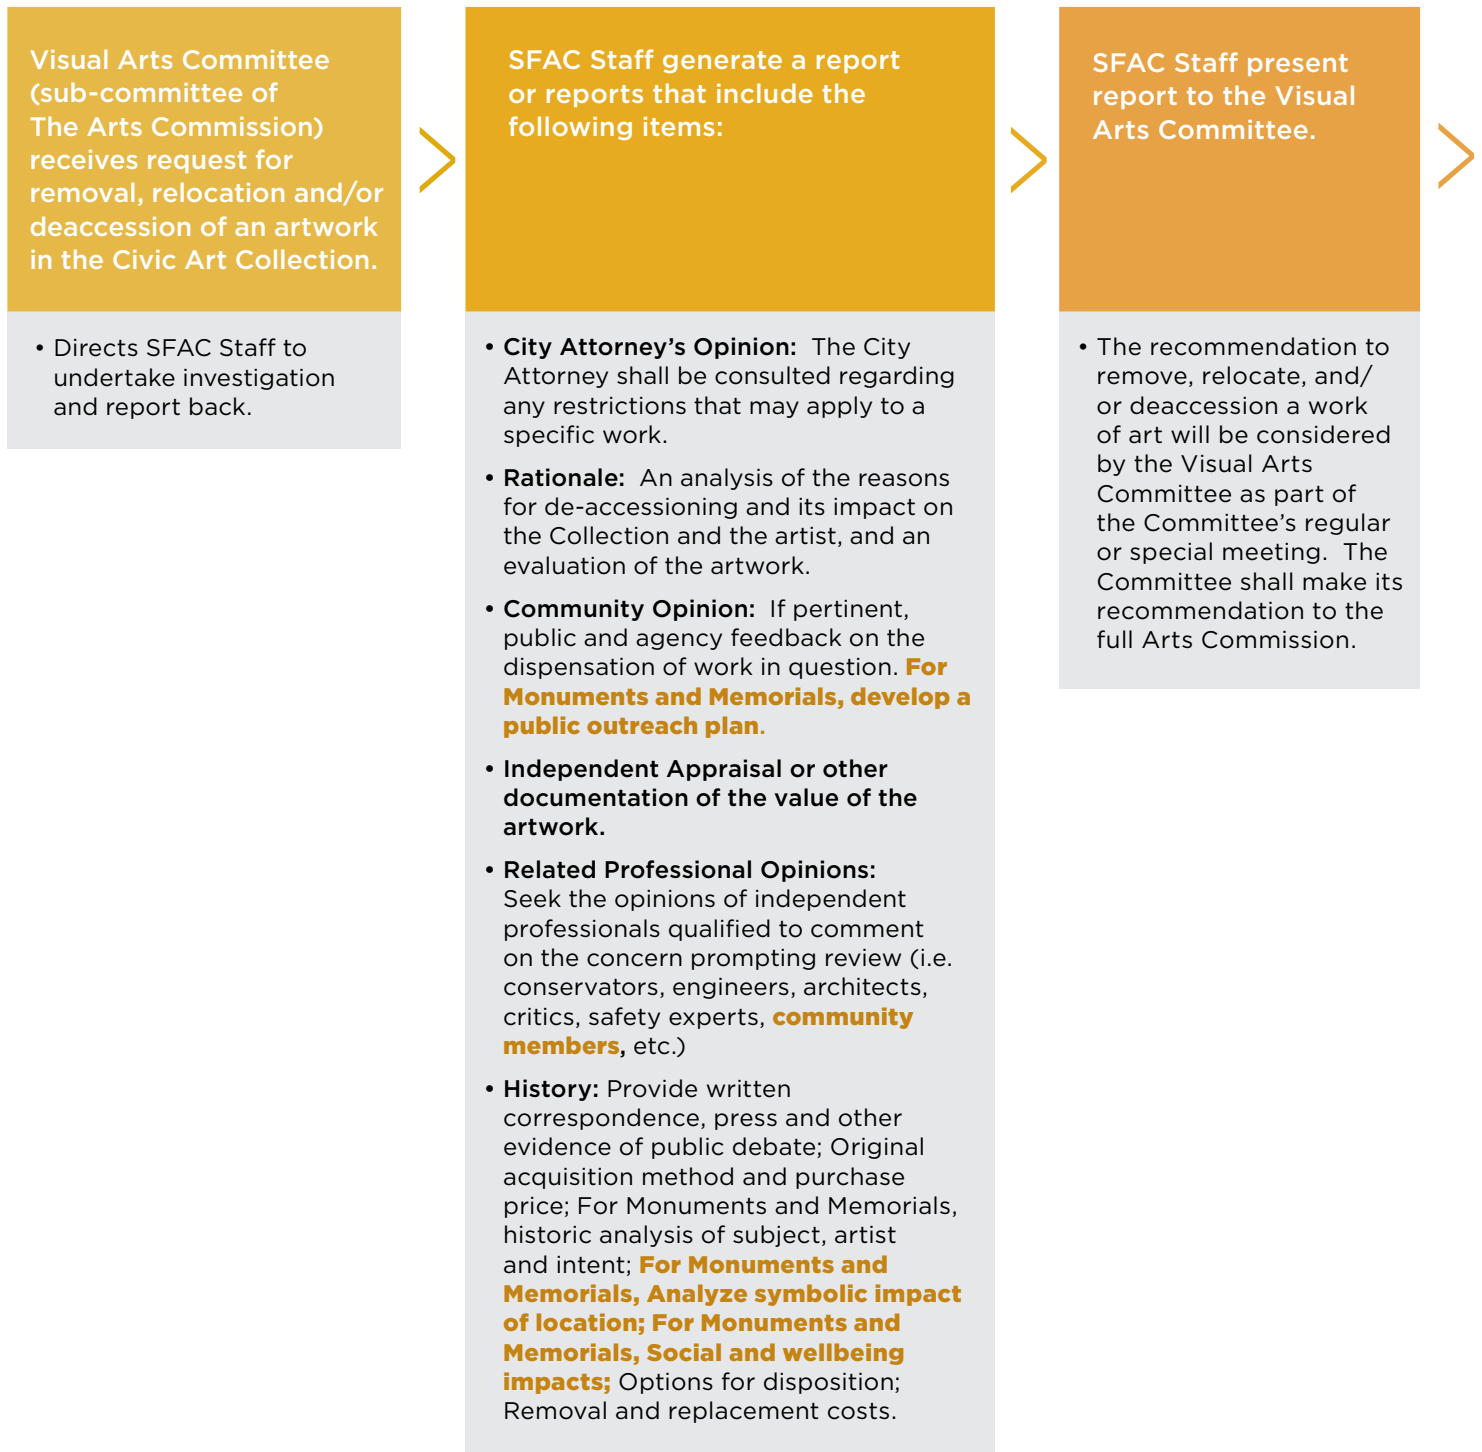 Visual Arts Committee
(sub-committee of
The Arts Commission)
receives request for
removal, relocation and/or
deaccession of an artwork
in the Civic Art Collection.
• Directs SFAC Staff to
undertake investigation
and report back.
SFAC Staff generate a report
or reports that include the
following items:
• City Attorney’s Opinion:  The City
Attorney shall be consulted regarding
any restrictions that may apply to a
specific work.
• Rationale:  An analysis of the reasons
for de-accessioning and its impact on
the Collection and the artist, and an
evaluation of the artwork.
• Community Opinion:  If pertinent,
public and agency feedback on the
dispensation of work in question. For
Monuments and Memorials, develop a
public outreach plan.
• Independent Appraisal or other
documentation of the value of the
artwork.
• Related Professional Opinions:
Seek the opinions of independent
professionals qualified to comment
on the concern prompting review (i.e.
conservators, engineers, architects,
critics, safety experts, community
members, etc.)
• History: Provide written
correspondence, press and other
evidence of public debate; Original
acquisition method and purchase
price; For Monuments and Memorials,
historic analysis of subject, artist
and intent; For Monuments and
Memorials, Analyze symbolic impact
of location; For Monuments and
Memorials, Social and wellbeing
impacts; Options for disposition;
Removal and replacement costs.
SFAC Staff present
report to the Visual
Arts Committee.
• The recommendation to
remove, relocate, and/
or deaccession a work
of art will be considered
by the Visual Arts
Committee as part of
the Committee’s regular
or special meeting.  The
Committee shall make its
recommendation to the
full Arts Commission.